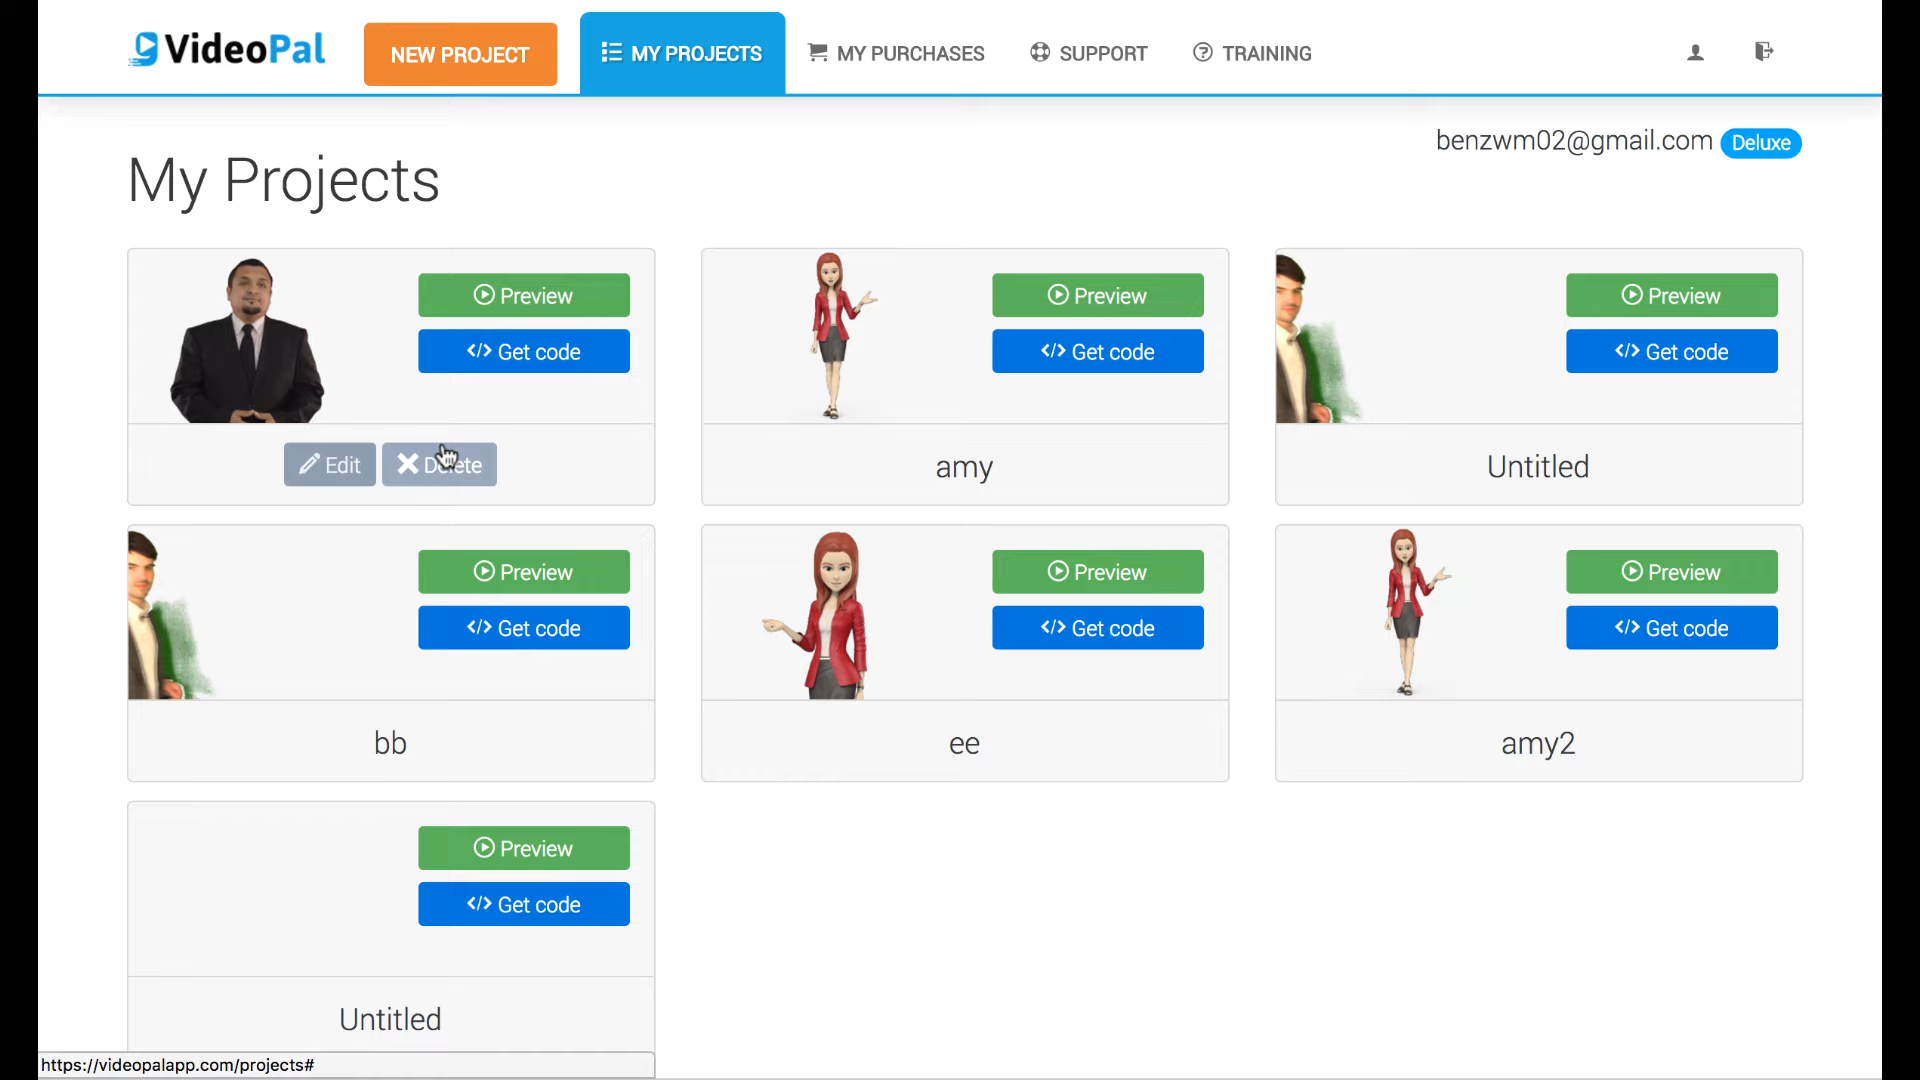 VideoPal
NEW PROJECT
MY PROJECTS
MY PURCHASES
SUPPORT
TRAINING
benzwm02@gmail.com Deluxe
My Projects
Preview
Get code
Edit
Delete
Preview
Get code
amy
Preview
Get code
Untitled
Preview
Get code
bb
Preview
Get code
ee
Preview
Get code
amy2
Preview
Get code
Untitled
https://videopalapp.com/projects#